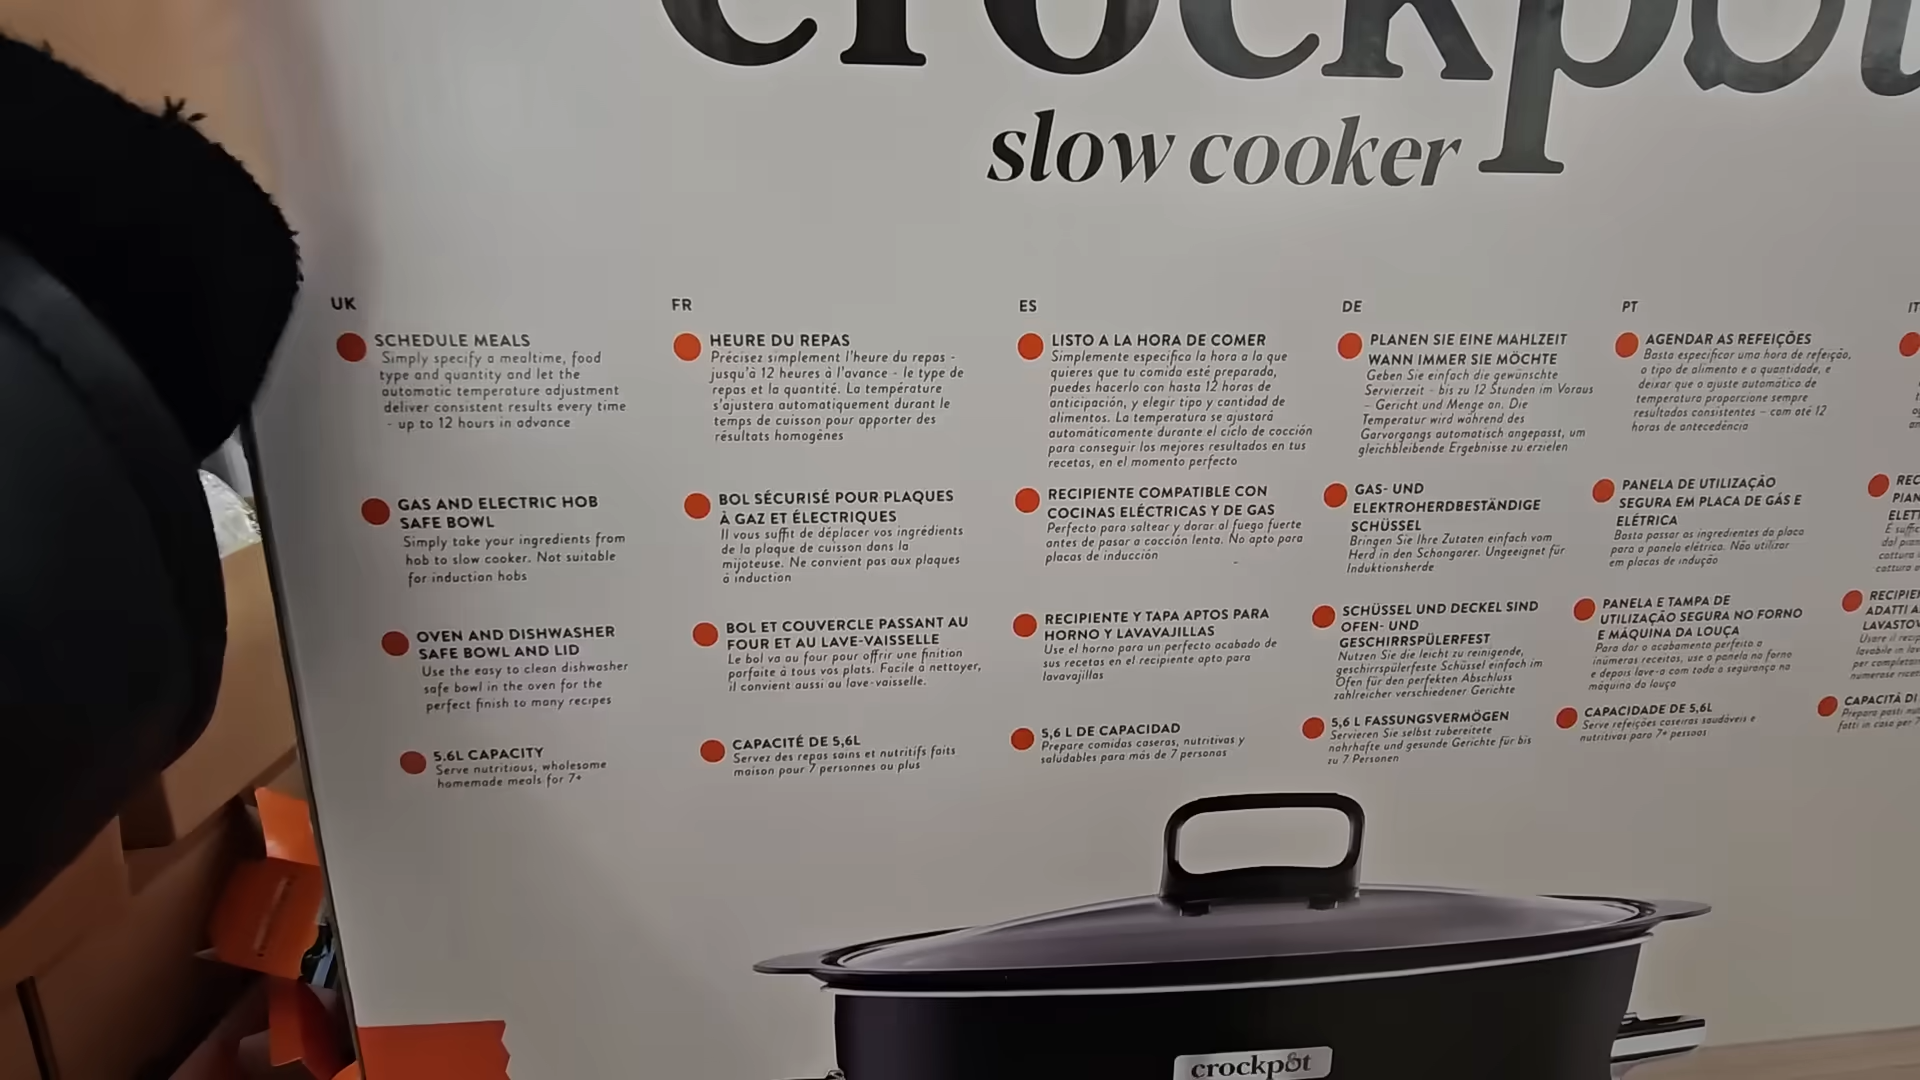 crockpot
slow cooker
UK
SCHEDULE MEALS
Simply specify a mealtime, food
type and quantity and let the
automatic temperature adjustment
deliver consistent results every time
- up to 12 hours in advance
GAS AND ELECTRIC HOB
SAFE BOWL
Simply take your ingredients from
hob to slow cooker. Not suitable
for induction hobs
OVEN AND DISHWASHER
SAFE BOWL AND LID
Use the easy to clean dishwasher
safe bowl in the oven for the
perfect finish to many recipes
5.6L CAPACITY
Serve nutritious, wholesome
homemade meals for 7+
FR
HEURE DU REPAS
Précisez simplement l'heure du repas -
jusqu'à 12 heures à l'avance - le type de
repas et la quantité. La température
s'ajustera automatiquement durant le
temps de cuisson pour apporter des
résultats homogènes
BOL SÉCURISÉ POUR PLAQUES
À GAZ ET ÉLECTRIQUES
Il vous suffit de déplacer vos ingrédients
de la plaque de cuisson dans la
mijoteuse. Ne convient pas aux plaques
à induction
BOL ET COUVERCLE PASSANT AU
FOUR ET AU LAVE-VAISSELLE
Le bol va au four pour offrir une finition
parfaite à tous vos plats. Facile à nettoyer,
il convient aussi au lave-vaisselle.
CAPACITÉ DE 5,6L
Servez des repas sains et nutritifs faits
maison pour 7 personnes ou plus
ES
LISTO A LA HORA DE COMER
Simplemente especifica la hora a la que
quieres que tu comida esté preparada,
puedes hacerlo con hasta 12 horas de
anticipación, y elegir tipo y cantidad de
alimentos. La temperatura se ajustará
automáticamente durante el ciclo de cocción
para conseguir los mejores resultados en tus
recetas, en el momento perfecto
RECIPIENTE COMPATIBLE CON
COCINAS ELÉCTRICAS Y DE GAS
Perfecto para saltear y dorar al fuego fuerte
antes de pasar a cocción lenta. No apto para
placas de inducción
RECIPIENTE Y TAPA APTOS PARA
HORNO Y LAVAVAJILLAS
Use el horno para un perfecto acabado de
sus recetas en el recipiente apto para
lavavajillas
5,6 L DE CAPACIDAD
Prepare comidas caseras, nutritivas y
saludables para más de 7 personas
DE
PLANEN SIE EINE MAHLZEIT
WANN IMMER SIE MÖCHTE
Geben Sie einfach die gewünschte
Servierzeit - bis zu 12 Stunden im Voraus
- Gericht und Menge an. Die
Temperatur wird während des
Garvorgangs automatisch angepasst, um
gleichbleibende Ergebnisse zu erzielen
GAS- UND
ELEKTROHERDBESTÄNDIGE
SCHÜSSEL
Bringen Sie Ihre Zutaten einfach vom
Herd in den Schongarer. Ungeeignet für
Induktionsherde
SCHÜSSEL UND DECKEL SIND
OFEN- UND
GESCHIRRSPÜLERFEST
Nutzen Sie die leicht zu reinigende,
geschirrspülerfeste Schüssel einfach im
Ofen für den perfekten Abschluss
zahlreicher verschiedener Gerichte
5,6 L FASSUNGSVERMÖGEN
Servieren Sie selbst zubereitete
nahrhafte und gesunde Gerichte für bis
zu 7 Personen
PT
AGENDAR AS REFEIÇÕES
Basta especificar uma hora de refeição,
o tipo de alimento e a quantidade, e
deixar que o ajuste automático de
temperatura proporcione sempre
resultados consistentes – com até 12
horas de antecedência
PANELA DE UTILIZAÇÃO
SEGURA EM PLACA DE GÁS E
ELÉTRICA
Basta passar os ingredientes da placa
para a panela elétrica. Não utilizar
em placas de indução
PANELA E TAMPA DE
UTILIZAÇÃO SEGURA NO FORNO
E MÁQUINA DA LOUÇA
Para dar o acabamento perfeito a
inúmeras receitas, use a panela no forno
e depois lave-a com toda a segurança na
máquina da louça
CAPACIDADE DE 5,6L
Serve refeições caseiras saudáveis e
nutritivas para 7+ pessoas
IT
CAPACITÀ DI
crockpot